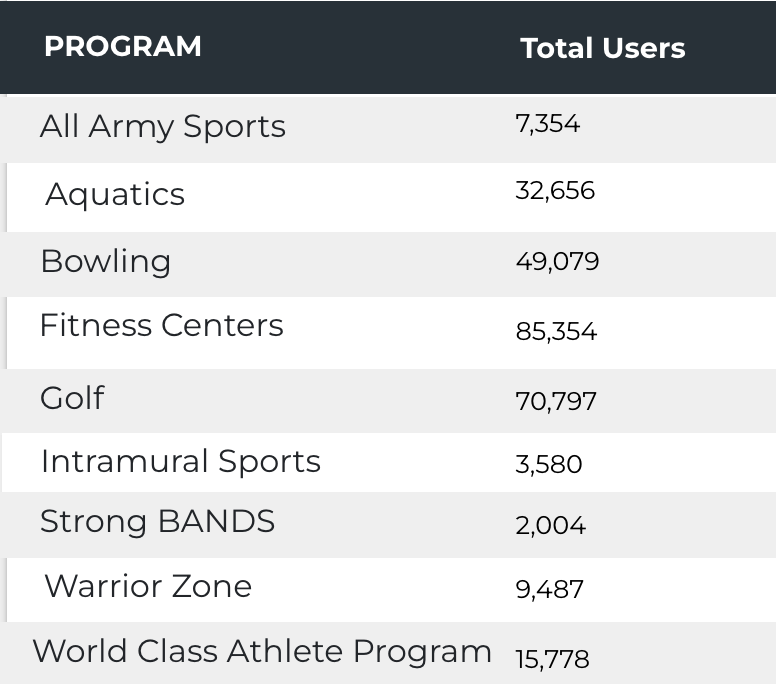 PROGRAM Total Users
All Army Sports 7,354
Aquatics 32,656
Bowling 49,079
Fitness Centers 85,354
Golf 70,797
Intramural Sports 3,580
Strong BANDS 2,004
Warrior Zone 9,487
World Class Athlete Program 15,778